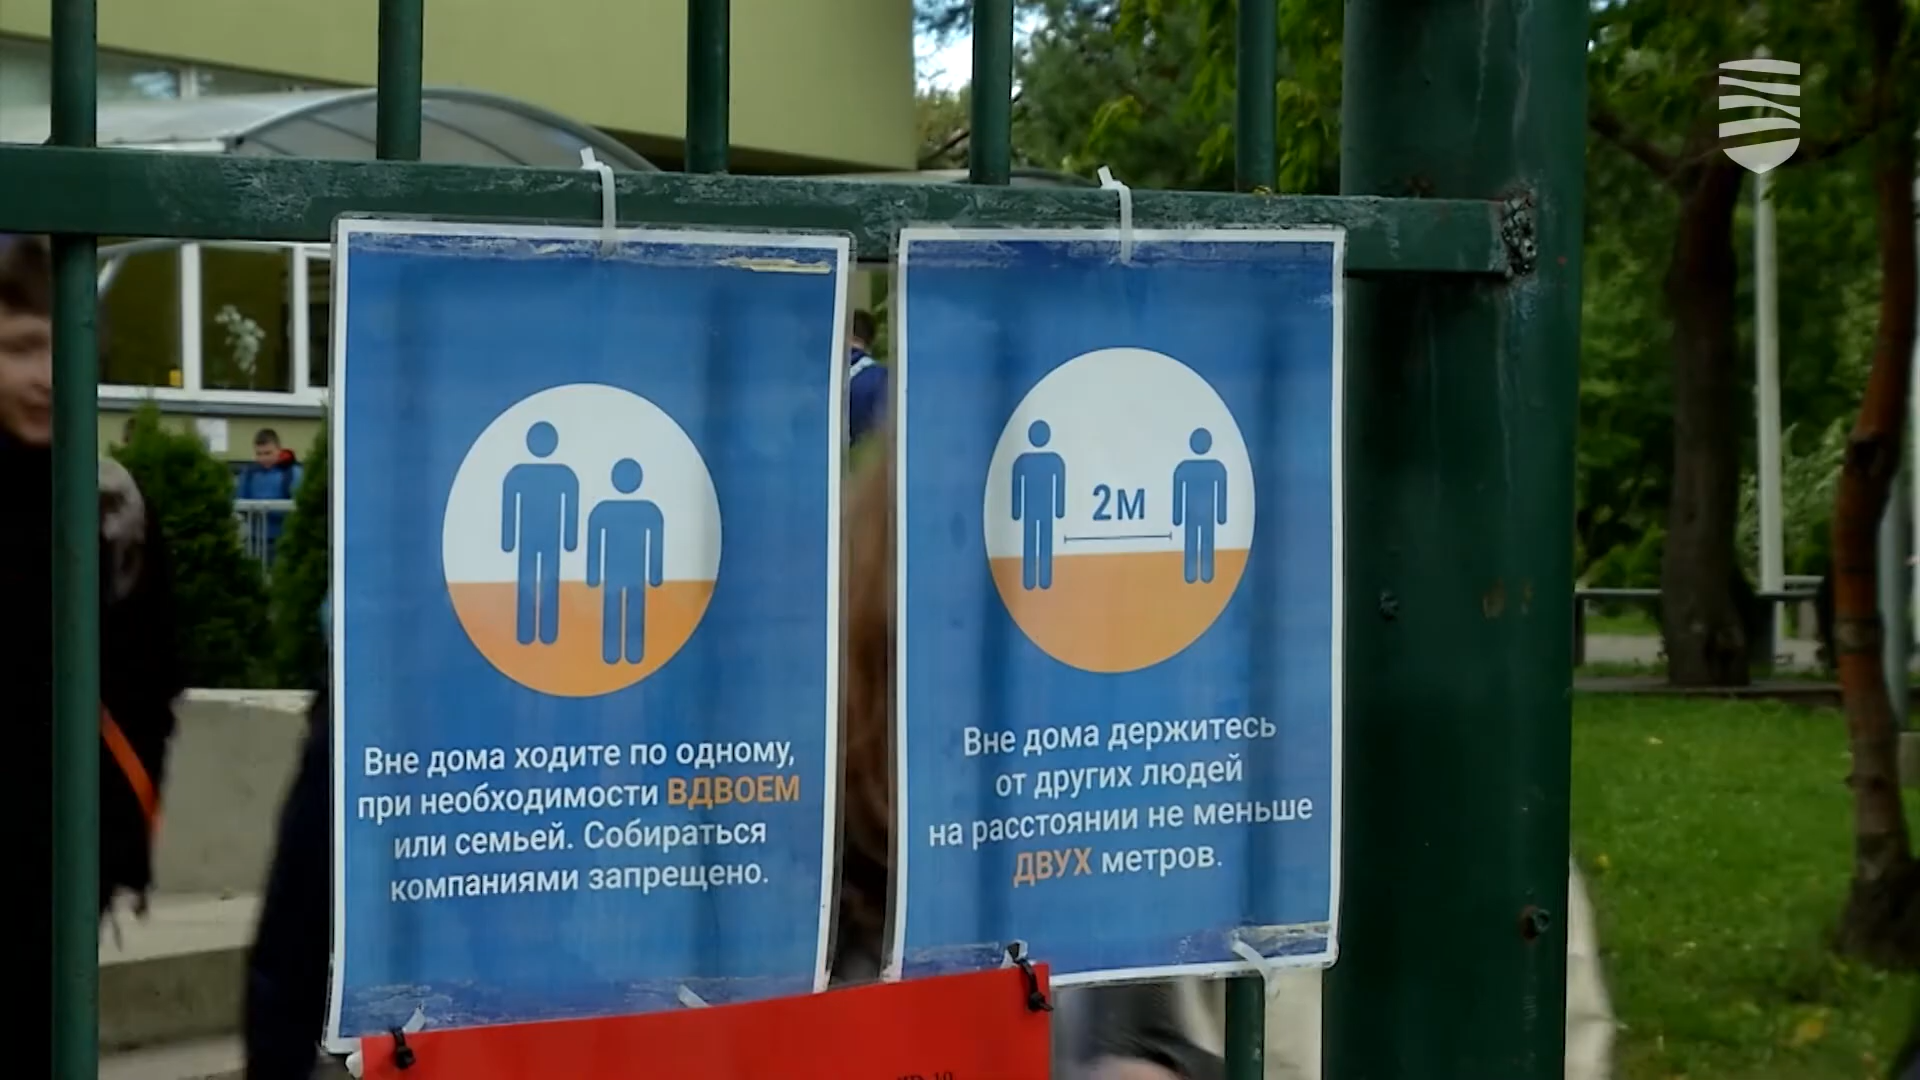 Вне дома ходите по одному,
при необходимости ВДВОЕМ
или семьей. Собираться
компаниями запрещено.
2м
Вне дома держитесь
от других людей
на расстоянии не меньше
ДВУХ метров.